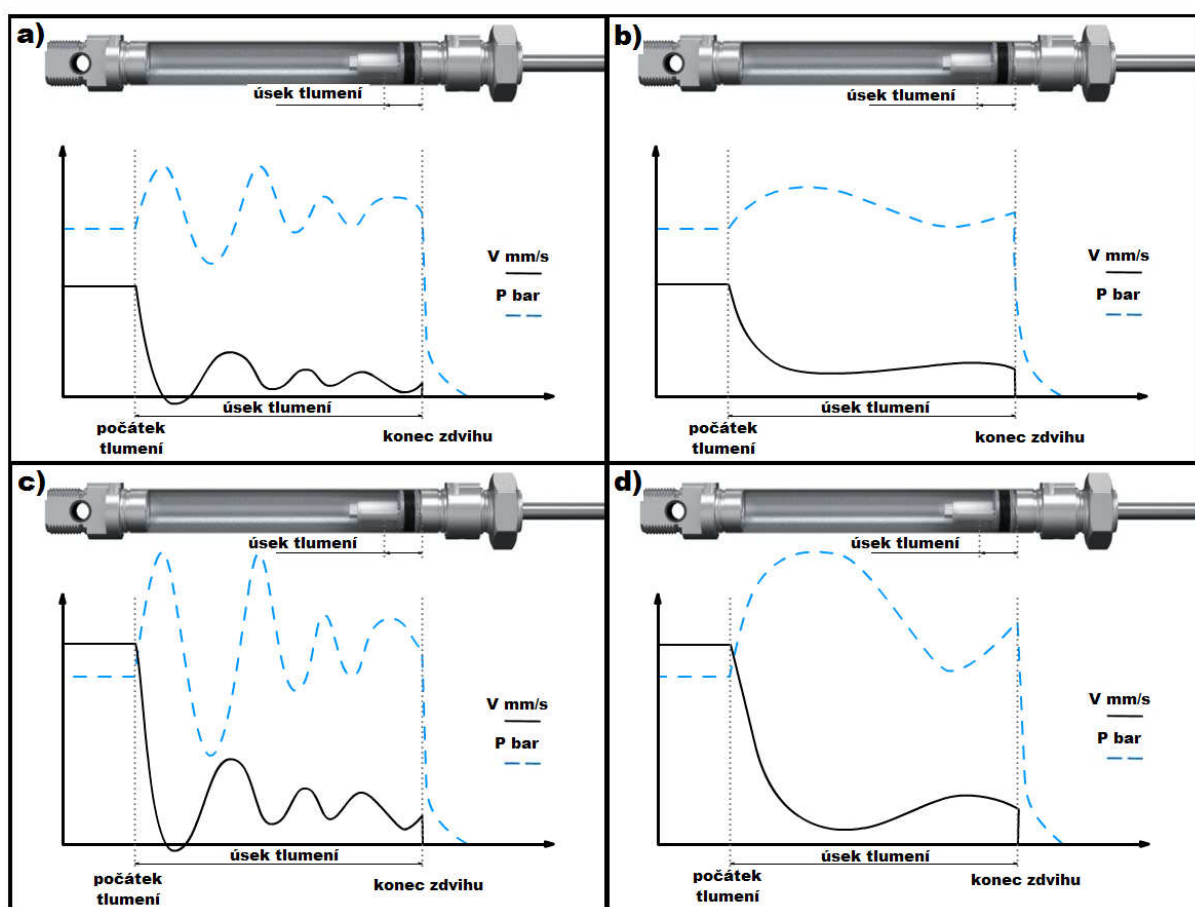 a)
úsek tlumení
V mm/s
P bar
úsek tlumení
počátek
tlumení
konec zdvihu
b)
úsek tlumení
V mm/s
P bar
úsek tlumení
počátek
tlumení
konec zdvihu
c)
úsek tlumení
V mm/s
P bar
úsek tlumení
počátek
tlumení
konec zdvihu
d)
úsek tlumení
V mm/s
P bar
úsek tlumení
počátek
tlumení
konec zdvihu